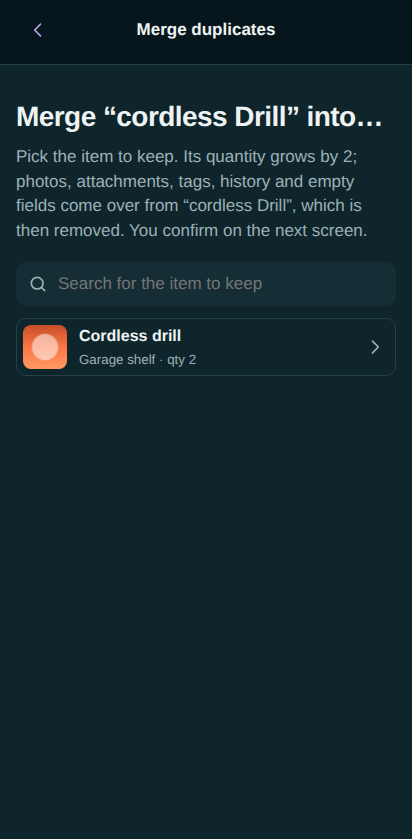 Merge duplicates
Merge “cordless Drill” into…
Pick the item to keep. Its quantity grows by 2;
photos, attachments, tags, history and empty
fields come over from “cordless Drill”, which is
then removed. You confirm on the next screen.
Search for the item to keep
Cordless drill
Garage shelf · qty 2